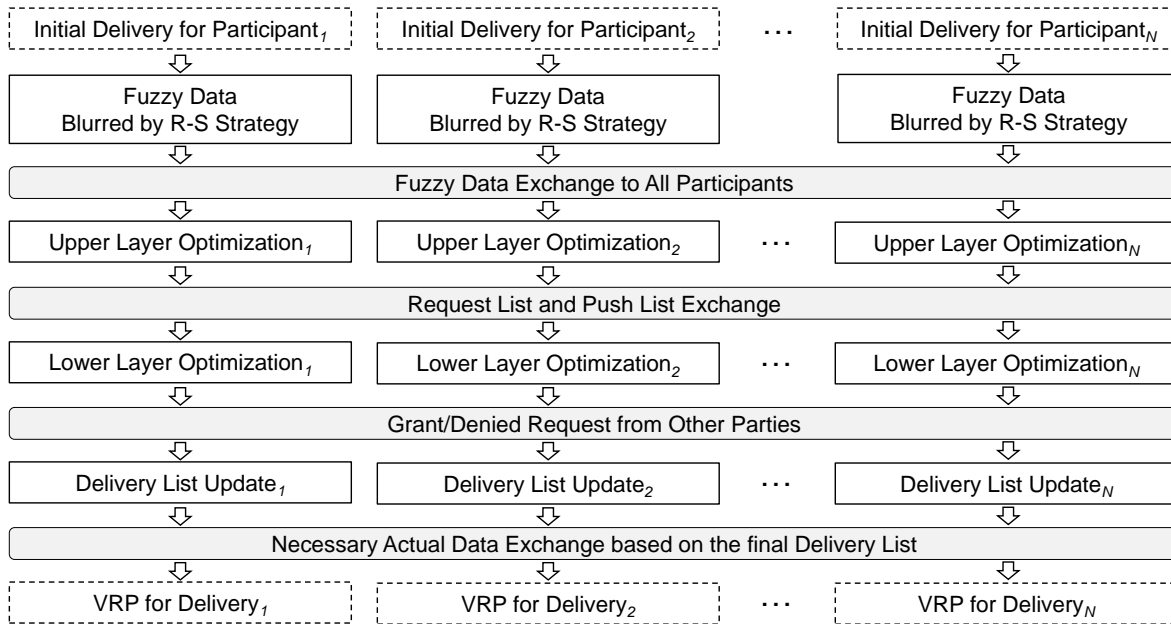 Initial Delivery for Participant1 Initial Delivery for Participant2 ... Initial Delivery for ParticipantN
Fuzzy Data Fuzzy Data Fuzzy Data
Blurred by R-S Strategy Blurred by R-S Strategy Blurred by R-S Strategy
Fuzzy Data Exchange to All Participants
Upper Layer Optimization1 Upper Layer Optimization2 ... Upper Layer OptimizationN
Request List and Push List Exchange
Lower Layer Optimization1 Lower Layer Optimization2 ... Lower Layer OptimizationN
Grant/Denied Request from Other Parties
Delivery List Update1 Delivery List Update2 ... Delivery List UpdateN
Necessary Actual Data Exchange based on the final Delivery List
VRP for Delivery1 VRP for Delivery2 ... VRP for DeliveryN